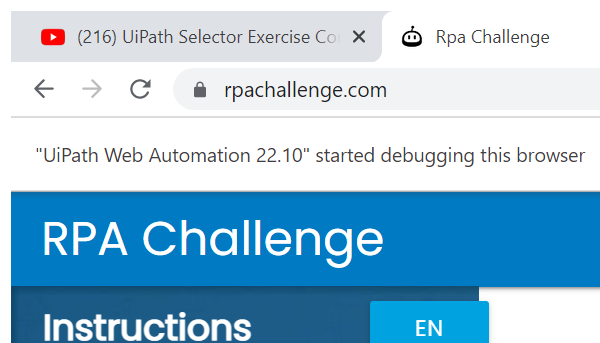 (216) UiPath Selector Exercise Co
Rpa Challenge
rpachallenge.com
"UiPath Web Automation 22.10" started debugging this browser
RPA Challenge
Instructions
EN